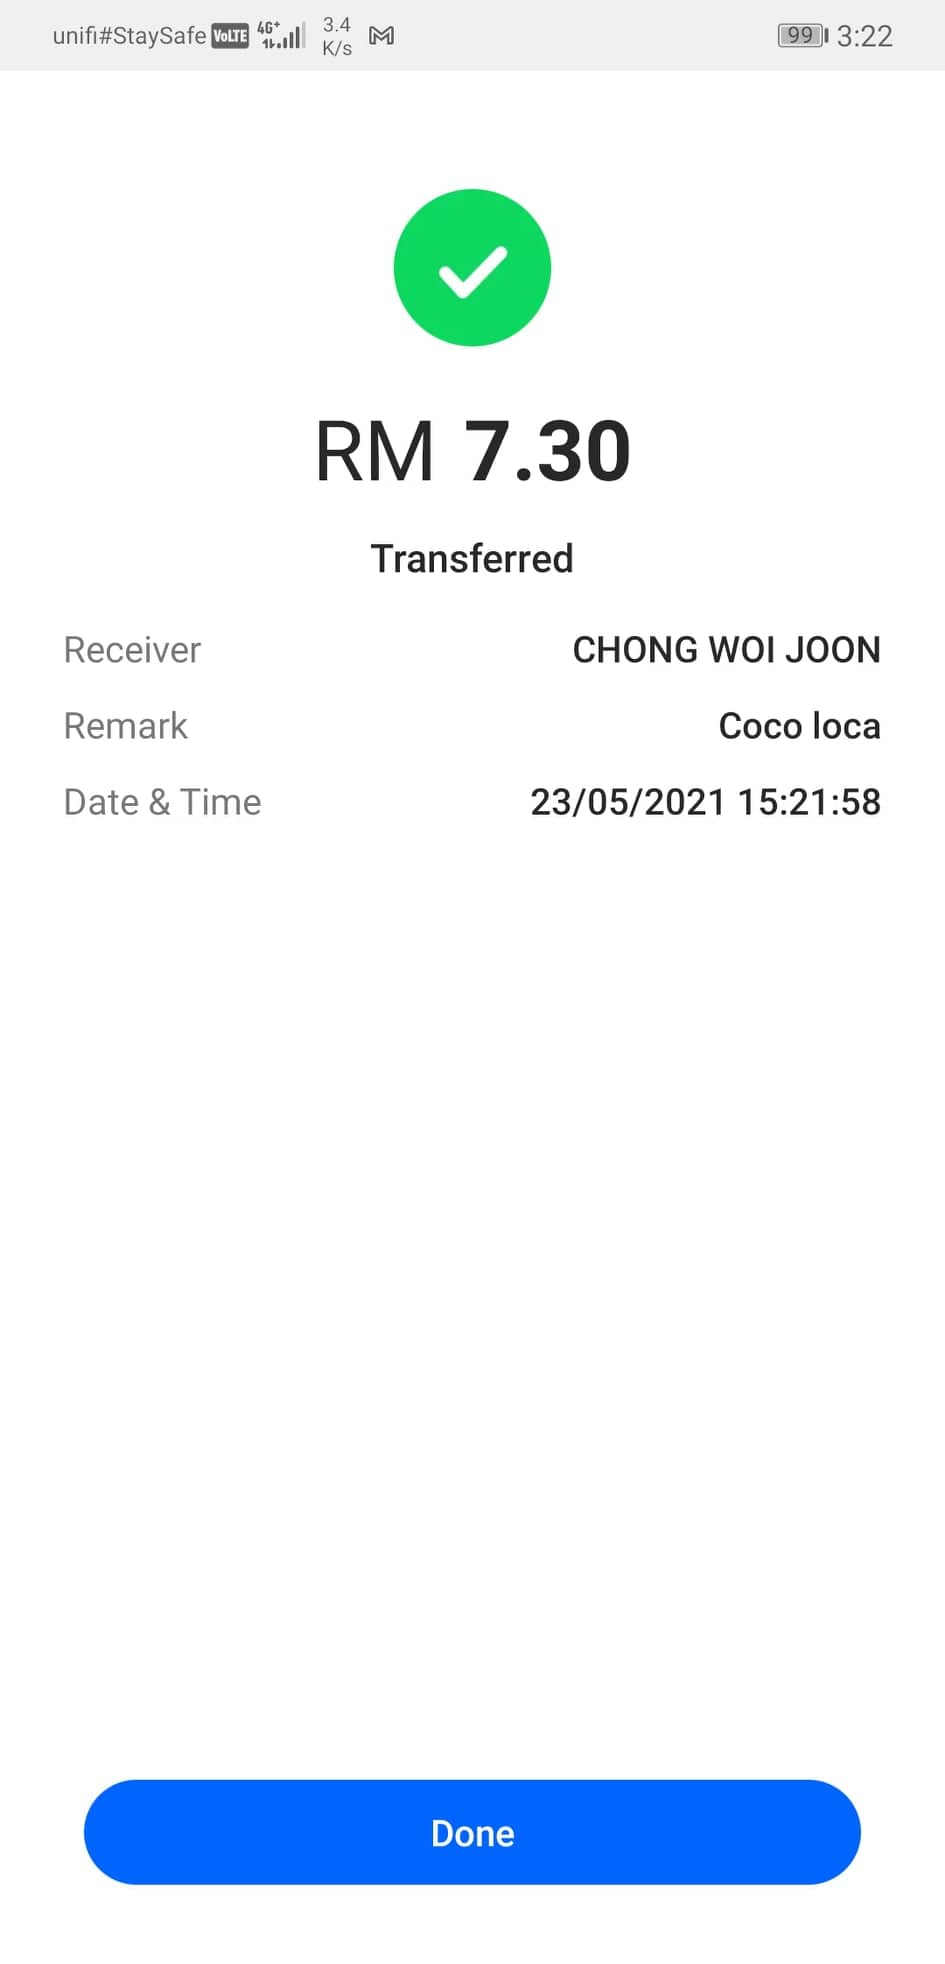 unifi#StaySafe VoLTE 4G+ 3.4 K/s 99 3:22
RM 7.30
Transferred
Receiver CHONG WOI JOON
Remark Coco loca
Date & Time 23/05/2021 15:21:58
Done